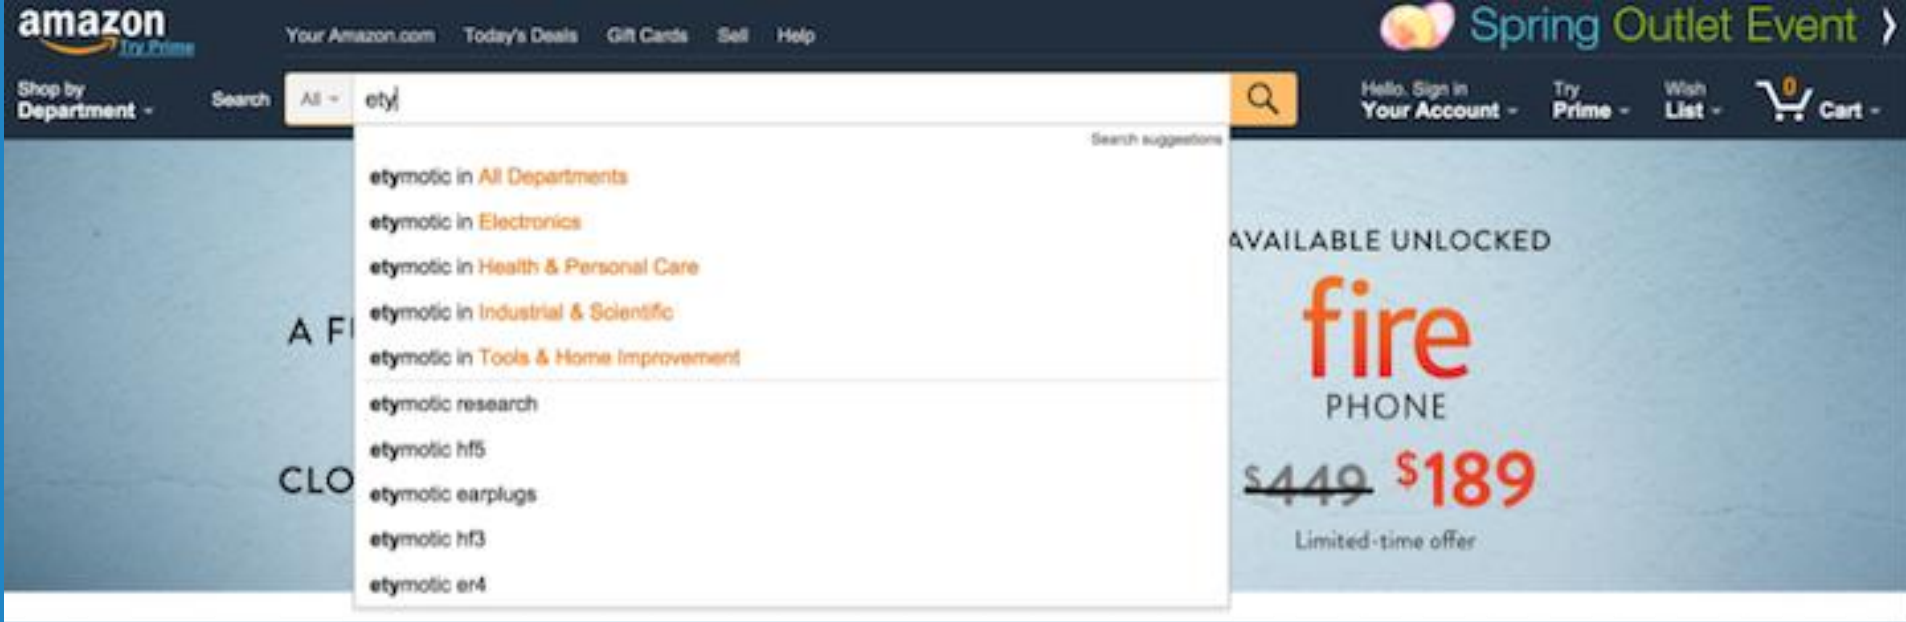 amazon
Try Prime
Your Amazon.com Today's Deals Gift Cards Sell Help
Spring Outlet Event
Shop by
Department
Search All ety
Hello. Sign in
Your Account
Try
Prime
Wish
List
0
Cart
Search suggestions
etymotic in All Departments
etymotic in Electronics
etymotic in Health & Personal Care
etymotic in Industrial & Scientific
etymotic in Tools & Home Improvement
etymotic research
etymotic hf5
etymotic earplugs
etymotic hf3
etymotic er4
A F
CLO
AVAILABLE UNLOCKED
fire
PHONE
$449 $189
Limited-time offer